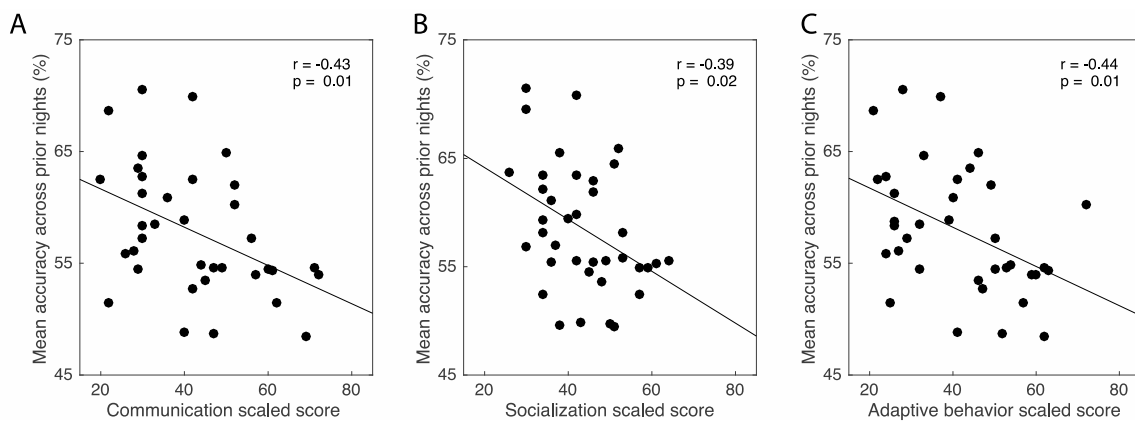 A
Mean accuracy across prior nights (%)
75
65
55
45
r = -0.43
p = 0.01
20 40 60 80
Communication scaled score
B
Mean accuracy across prior nights (%)
75
65
55
45
r = -0.39
p = 0.02
20 40 60 80
Socialization scaled score
C
Mean accuracy across prior nights (%)
75
65
55
45
r = -0.44
p = 0.01
20 40 60 80
Adaptive behavior scaled score